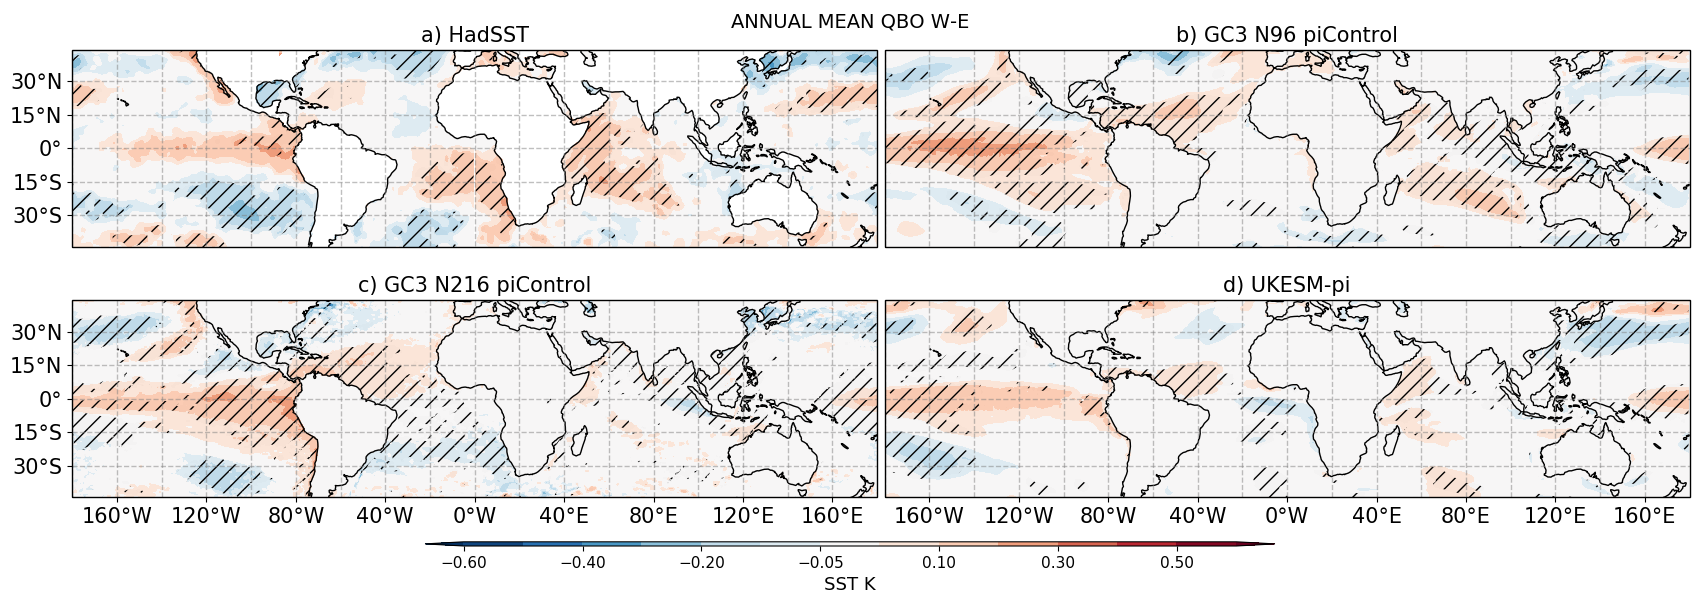 ANNUAL MEAN QBO W-E
a) HadSST
b) GC3 N96 piControl
30°N
15°N
0°
15°S
30°S
c) GC3 N216 piControl
d) UKESM-pi
30°N
15°N
0°
15°S
30°S
160°W 120°W 80°W 40°W 0°W 40°E 80°E 120°E 160°E
160°W 120°W 80°W 40°W 0°W 40°E 80°E 120°E 160°E
−0.60 −0.40 −0.20 −0.05 0.10 0.30 0.50
SST K